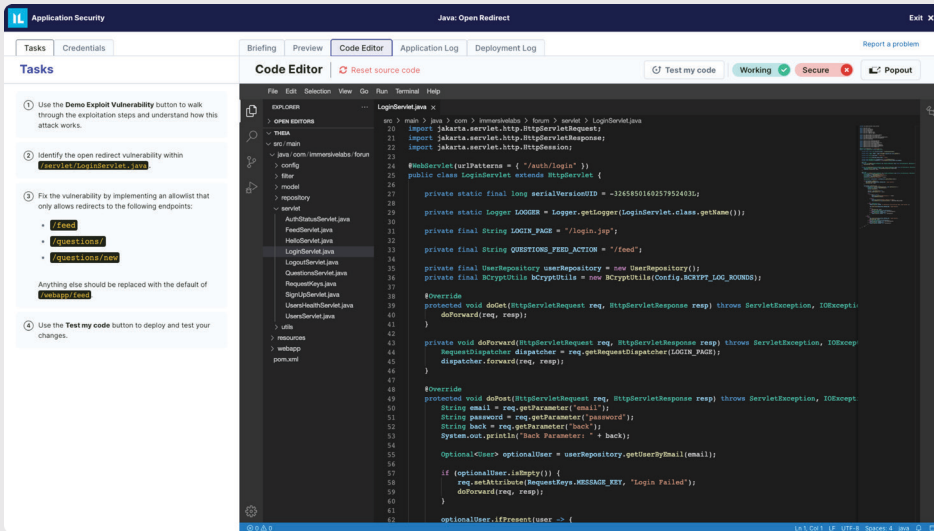 IL Application Security
Java: Open Redirect
Exit ×
Tasks
Credentials
Tasks
1 Use the Demo Exploit Vulnerability button to walk
through the exploitation steps and understand how this
attack works.
2 Identify the open redirect vulnerability within
/servlet/LoginServlet.java.
3 Fix the vulnerability by implementing an allowlist that
only allows redirects to the following endpoints:
• /feed
• /questions/
• /questions/new
Anything else should be replaced with the default of
/webapp/feed.
4 Use the Test my code button to deploy and test your
changes.
Briefing
Preview
Code Editor
Application Log
Deployment Log
Report a problem
Code Editor
Reset source code
Test my code
Working
Secure
Popout
File Edit Selection View Go Run Terminal Help
EXPLORER
> OPEN EDITORS
THEIA
src / main
java / com / immersivelabs / forun
> config
> filter
> model
> repository
servlet
AuthStatusServlet.java
FeedServlet.java
HelloServlet.java
LoginServlet.java
LogoutServlet.java
QuestionsServlet.java
RequestKeys.java
SignUpServlet.java
UsersHealthServlet.java
UsersServlet.java
> utils
> resources
> webapp
pom.xml
LoginServlet.java ×
src > main > java > com > immersivelabs > forum > servlet > LoginServlet.java
20 import jakarta.servlet.http.HttpServletRequest;
21 import jakarta.servlet.http.HttpServletResponse;
22 import jakarta.servlet.http.HttpSession;
23
24 @WebServlet(urlPatterns = { "/auth/login" })
25 public class LoginServlet extends HttpServlet {
26
27 private static final long serialVersionUID = -3265850160257952403L;
28
29 private static Logger LOGGER = Logger.getLogger(LoginServlet.class.getName());
30
31 private final String LOGIN_PAGE = "/login.jsp";
32
33 private final String QUESTIONS_FEED_ACTION = "/feed";
34
35 private final UserRepository userRepository = new UserRepository();
36 private final BCryptUtils bCryptUtils = new BCryptUtils(Config.BCRYPT_LOG_ROUNDS);
37
38 @Override
39 protected void doGet(HttpServletRequest req, HttpServletResponse resp) throws ServletException, IOExcepti
40 doForward(req, resp);
41 }
42
43 private void doForward(HttpServletRequest req, HttpServletResponse resp) throws ServletException, IOExcep
44 RequestDispatcher dispatcher = req.getRequestDispatcher(LOGIN_PAGE);
45 dispatcher.forward(req, resp);
46 }
47
48 @Override
49 protected void doPost(HttpServletRequest req, HttpServletResponse resp) throws ServletException, IOExcept
50 String email = req.getParameter("email");
51 String password = req.getParameter("password");
52 String back = req.getParameter("back");
53 System.out.println("Back Parameter: " + back);
54
55 Optional<User> optionalUser = userRepository.getUserByEmail(email);
56
57 if (optionalUser.isEmpty()) {
58 req.setAttribute(RequestKeys.MESSAGE_KEY, "Login Failed");
59 doForward(req, resp);
60 }
61
62 optionalUser.ifPresent(user -> {
0 0
Ln 1, Col 1 LF UTF-8 Spaces: 4 java